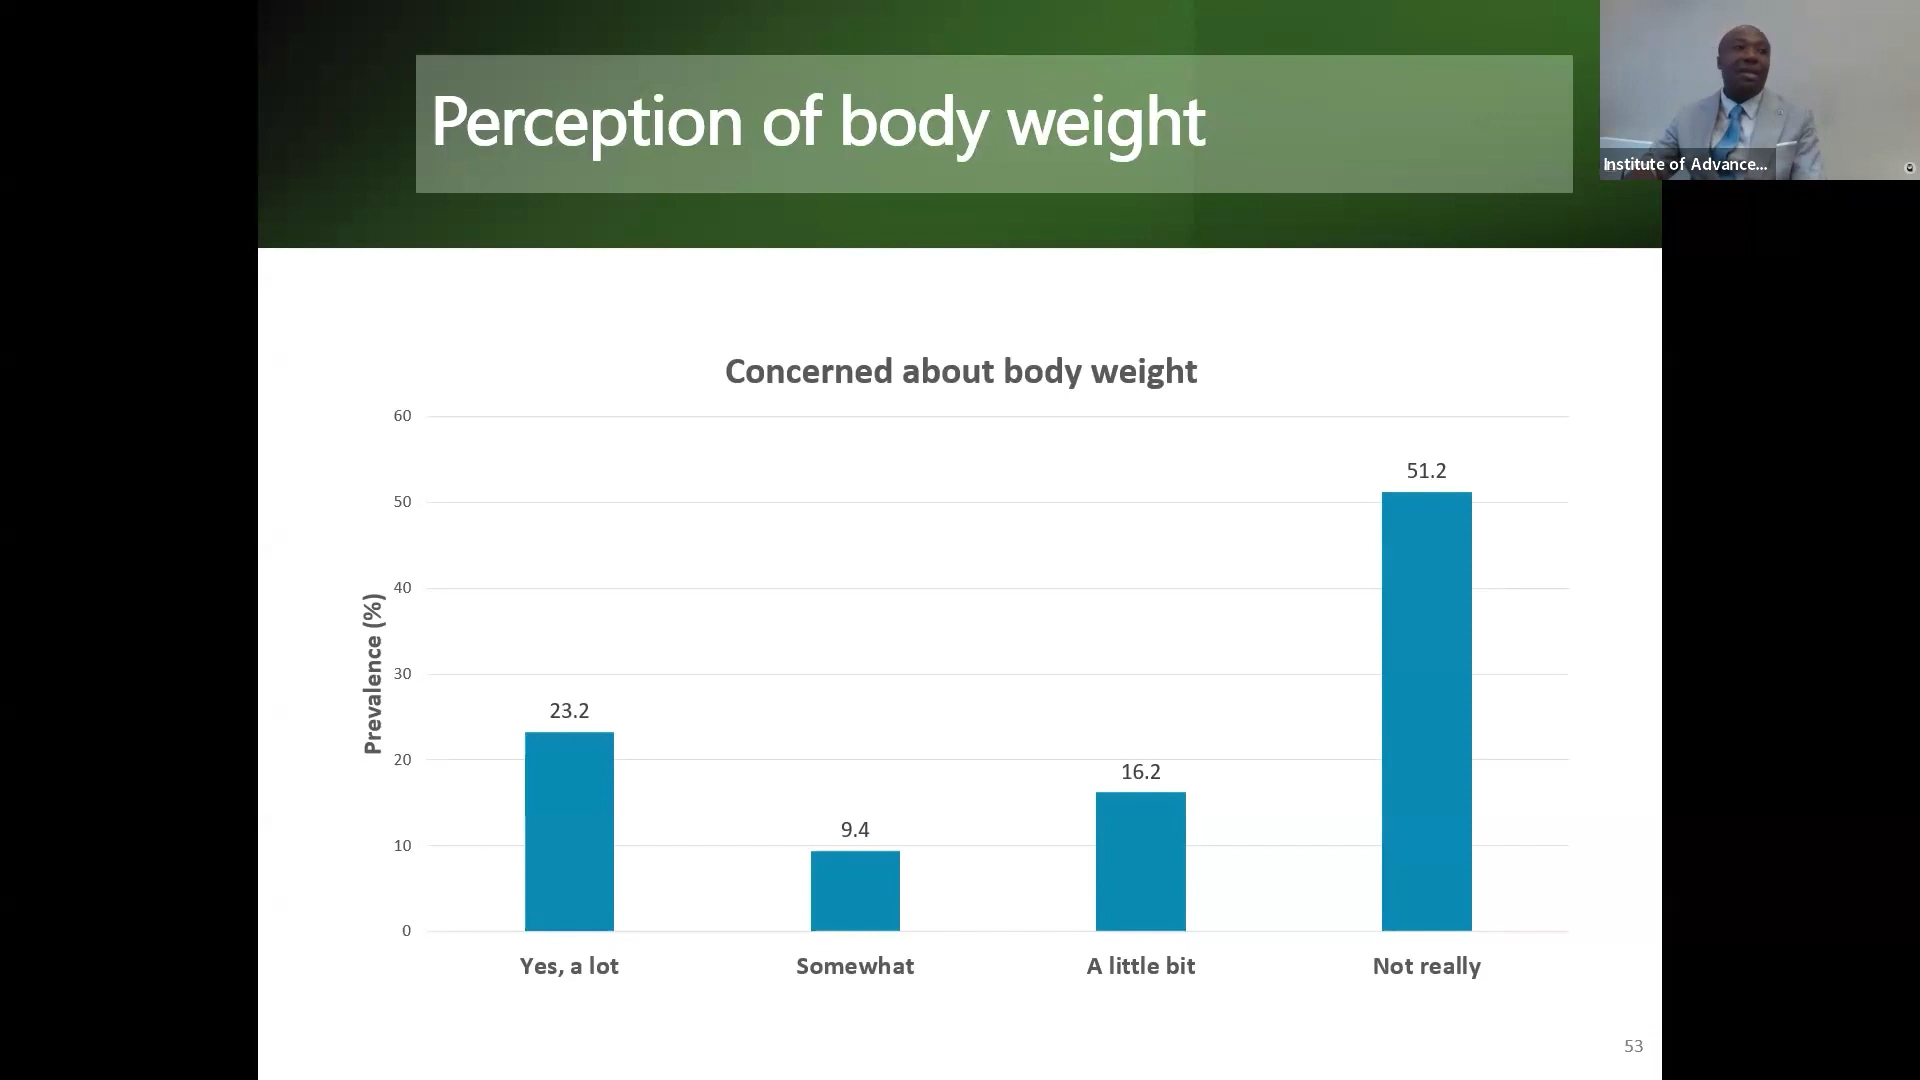 Perception of body weight
Institute of Advance...
Concerned about body weight
60
50
40
30
20
10
0
Prevalence (%)
23.2
9.4
16.2
51.2
Yes, a lot
Somewhat
A little bit
Not really
53